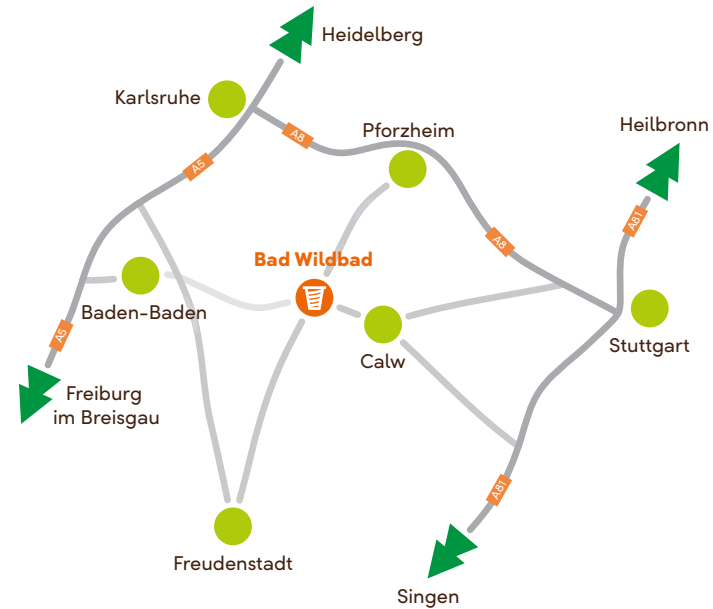 Heidelberg
Karlsruhe
A8
Pforzheim
Heilbronn
A5
A81
A8
Bad Wildbad
Baden-Baden
A5
Calw
Stuttgart
Freiburg
im Breisgau
A81
Freudenstadt
Singen